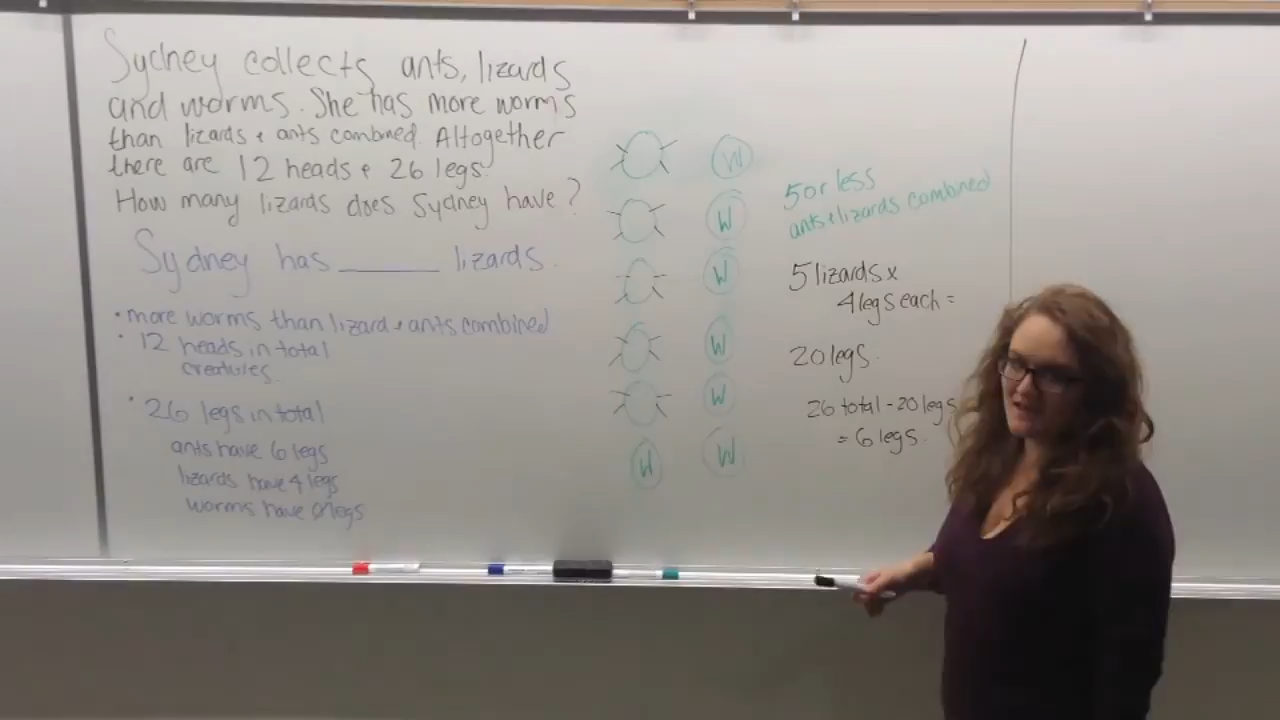 Sydney collects ants, lizards
and worms. She has more worms
than lizards + ants combined. Altogether
there are 12 heads + 26 legs.
How many lizards does Sydney have?
Sydney has ______ lizards.
• more worms than lizard + ants combined
• 12 heads in total
creatures
• 26 legs in total
ants have 6 legs
lizards have 4 legs
worms have 0 legs
W
W
W
W
W
W W
5 or less
ants + lizards combined
5 lizards x
4 legs each =
20 legs.
26 total - 20 legs
= 6 legs.